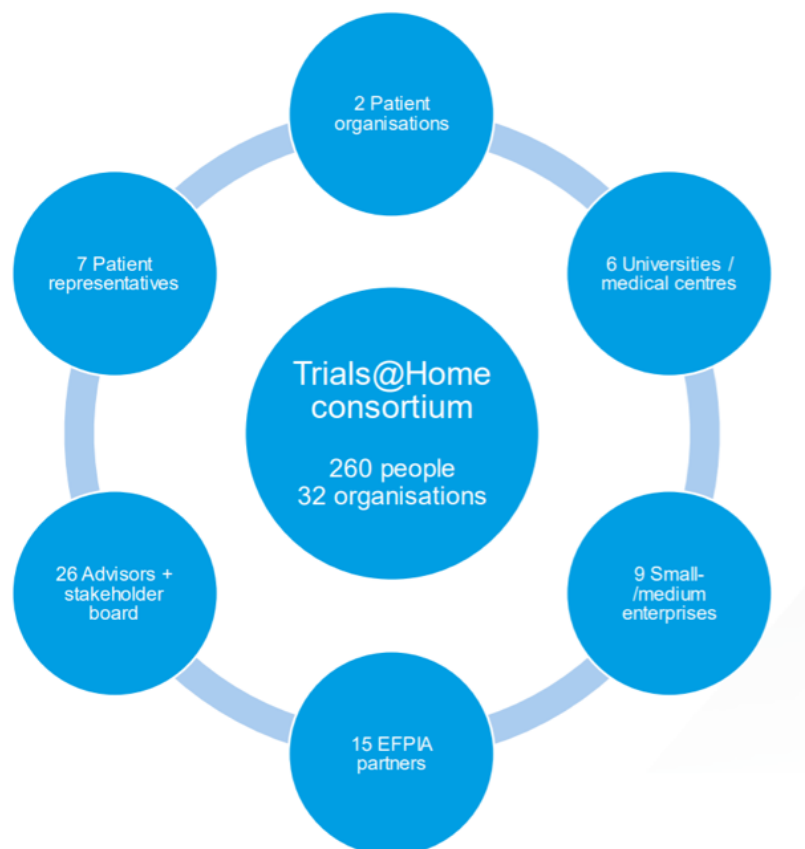 2 Patient
organisations
7 Patient
representatives
6 Universities /
medical centres
Trials@Home
consortium
260 people
32 organisations
26 Advisors +
stakeholder
board
9 Small-
/medium
enterprises
15 EFPIA
partners